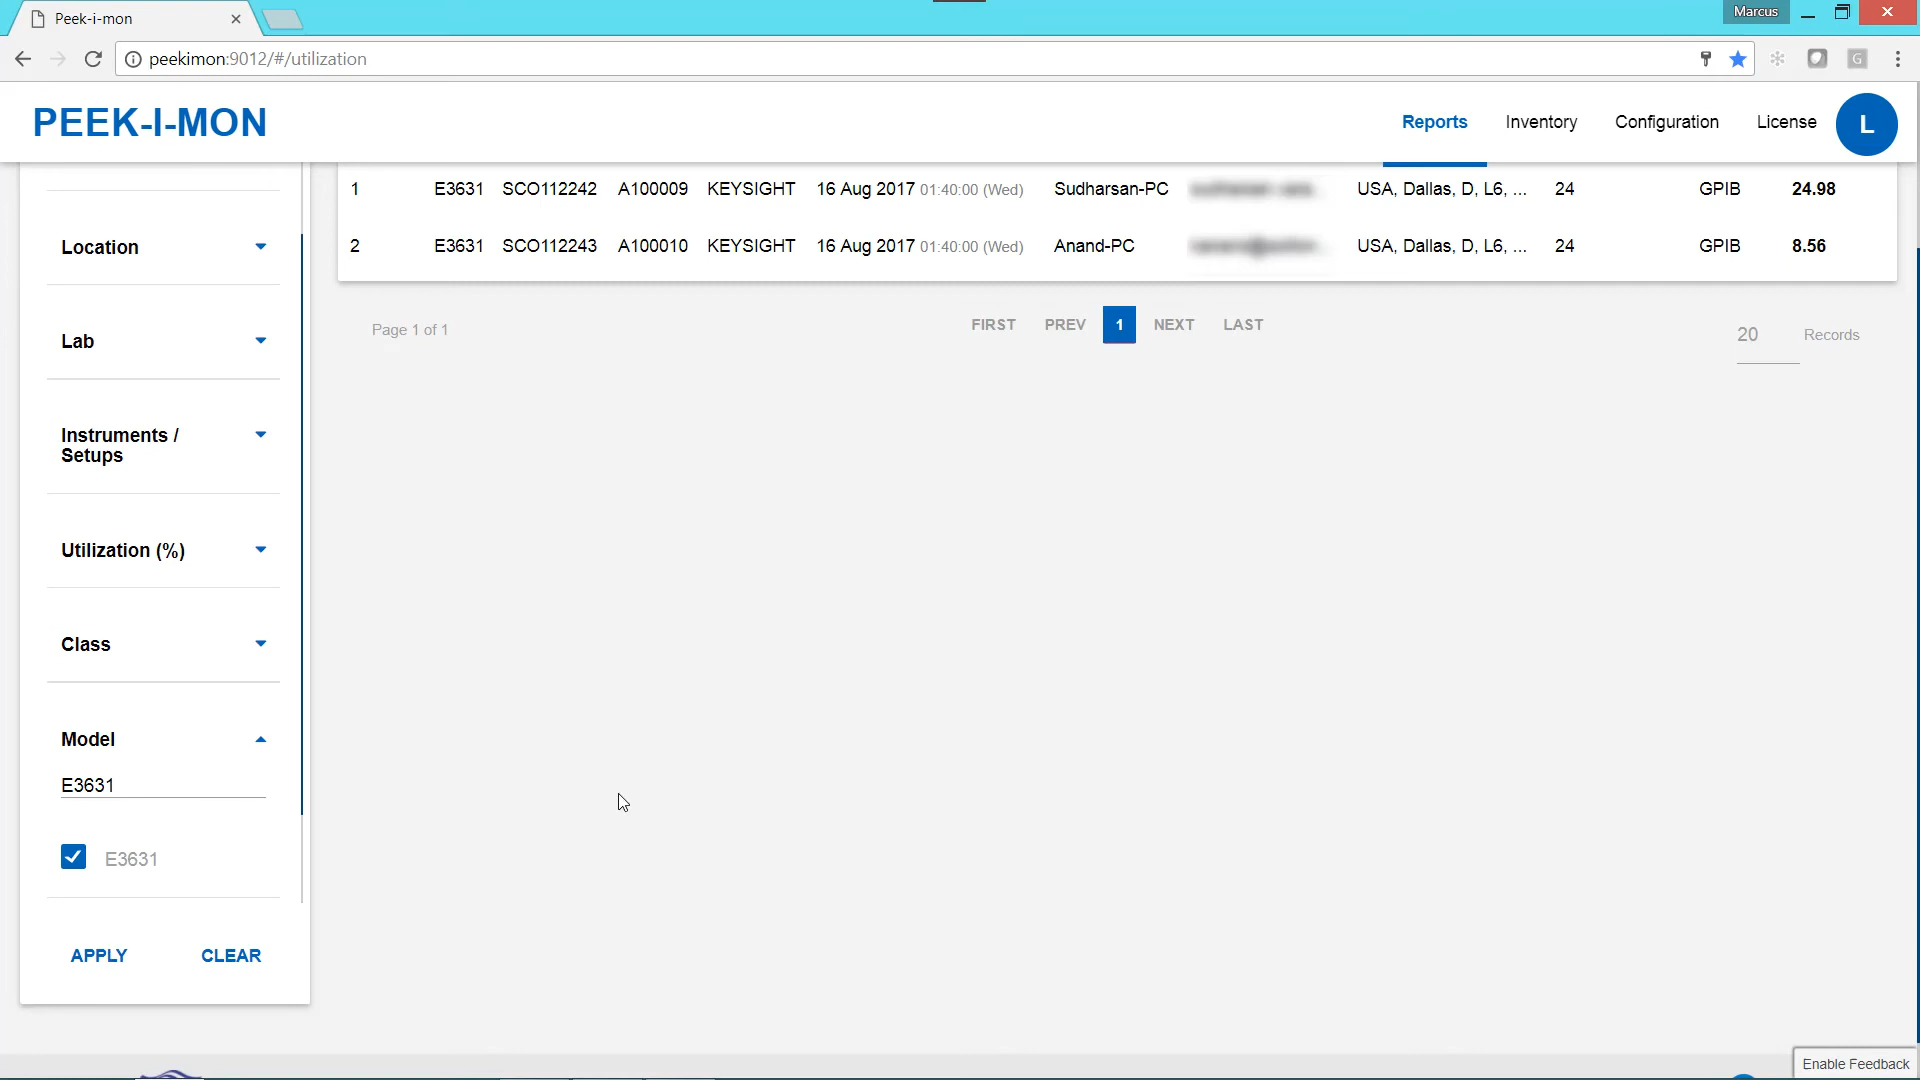 Peek-i-mon
Marcus
peekimon:9012/#/utilization
G
PEEK-I-MON
Reports
Inventory
Configuration
License
L
1 E3631 SCO112242 A100009 KEYSIGHT 16 Aug 2017 01:40:00 (Wed) Sudharsan-PC USA, Dallas, D, L6, ... 24 GPIB 24.98
2 E3631 SCO112243 A100010 KEYSIGHT 16 Aug 2017 01:40:00 (Wed) Anand-PC USA, Dallas, D, L6, ... 24 GPIB 8.56
Page 1 of 1
FIRST PREV 1 NEXT LAST
20 Records
Location
Lab
Instruments /
Setups
Utilization (%)
Class
Model
E3631
E3631
APPLY CLEAR
Enable Feedback